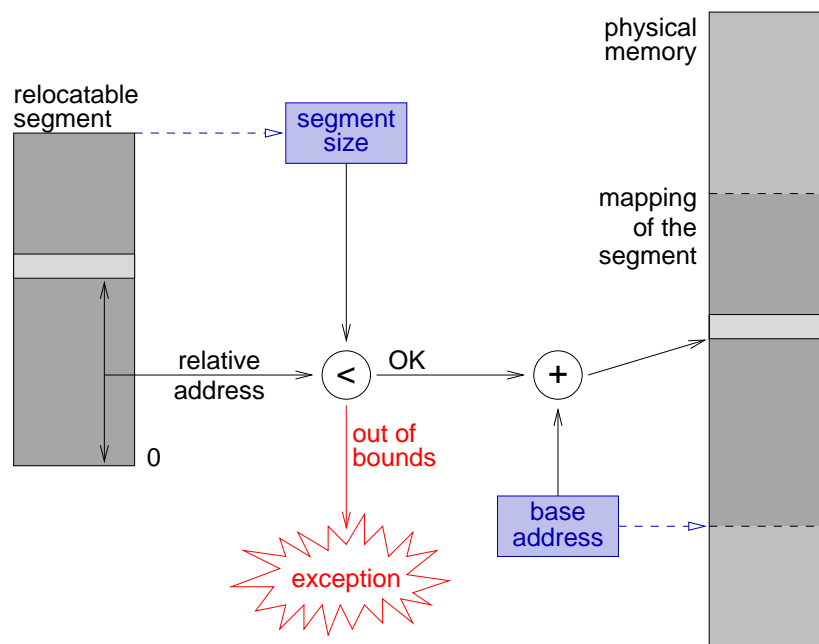 physical
memory
relocatable
segment
segment
size
mapping
of the
segment
relative
address
<
OK
+
0
out of
bounds
base
address
exception